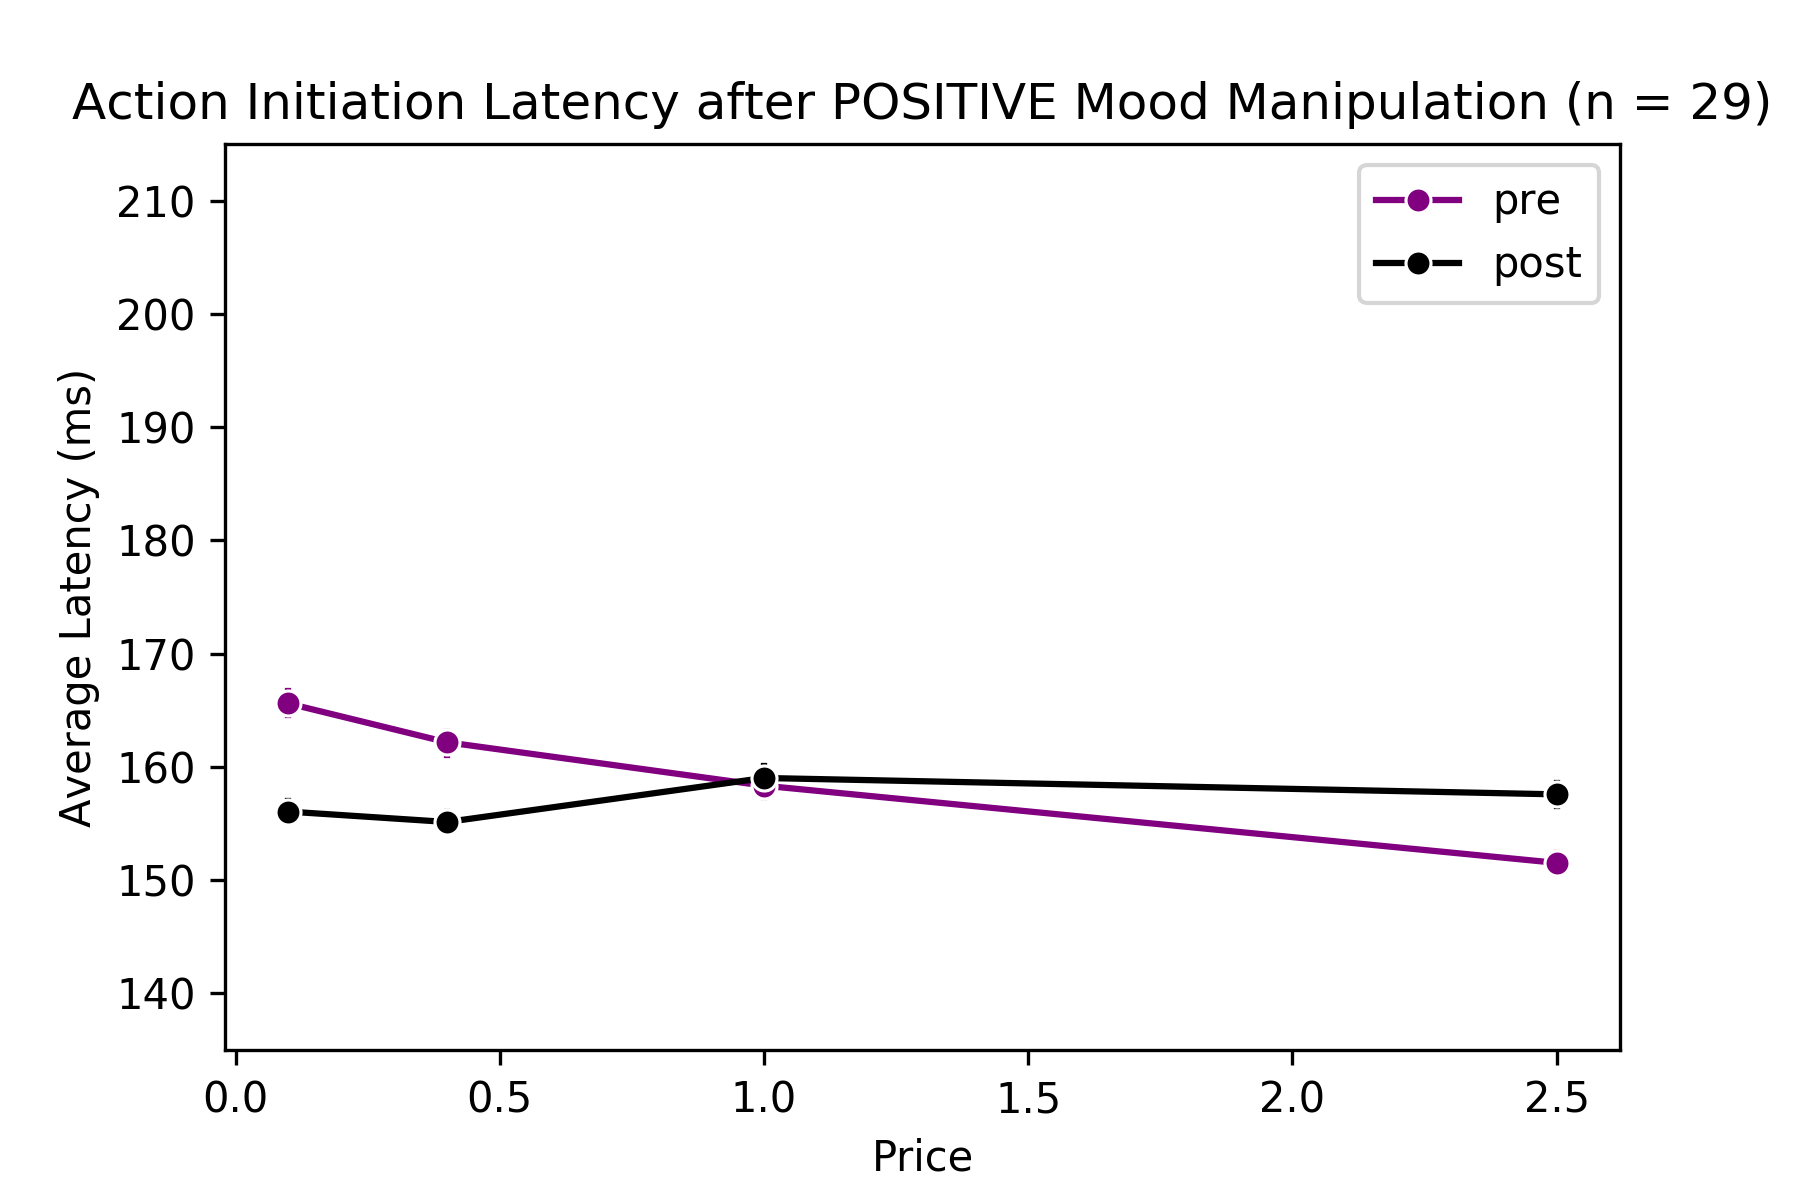 Action Initiation Latency after POSITIVE Mood Manipulation (n = 29)
pre
post
Average Latency (ms)
210
200
190
180
170
160
150
140
0.0 0.5 1.0 1.5 2.0 2.5
Price